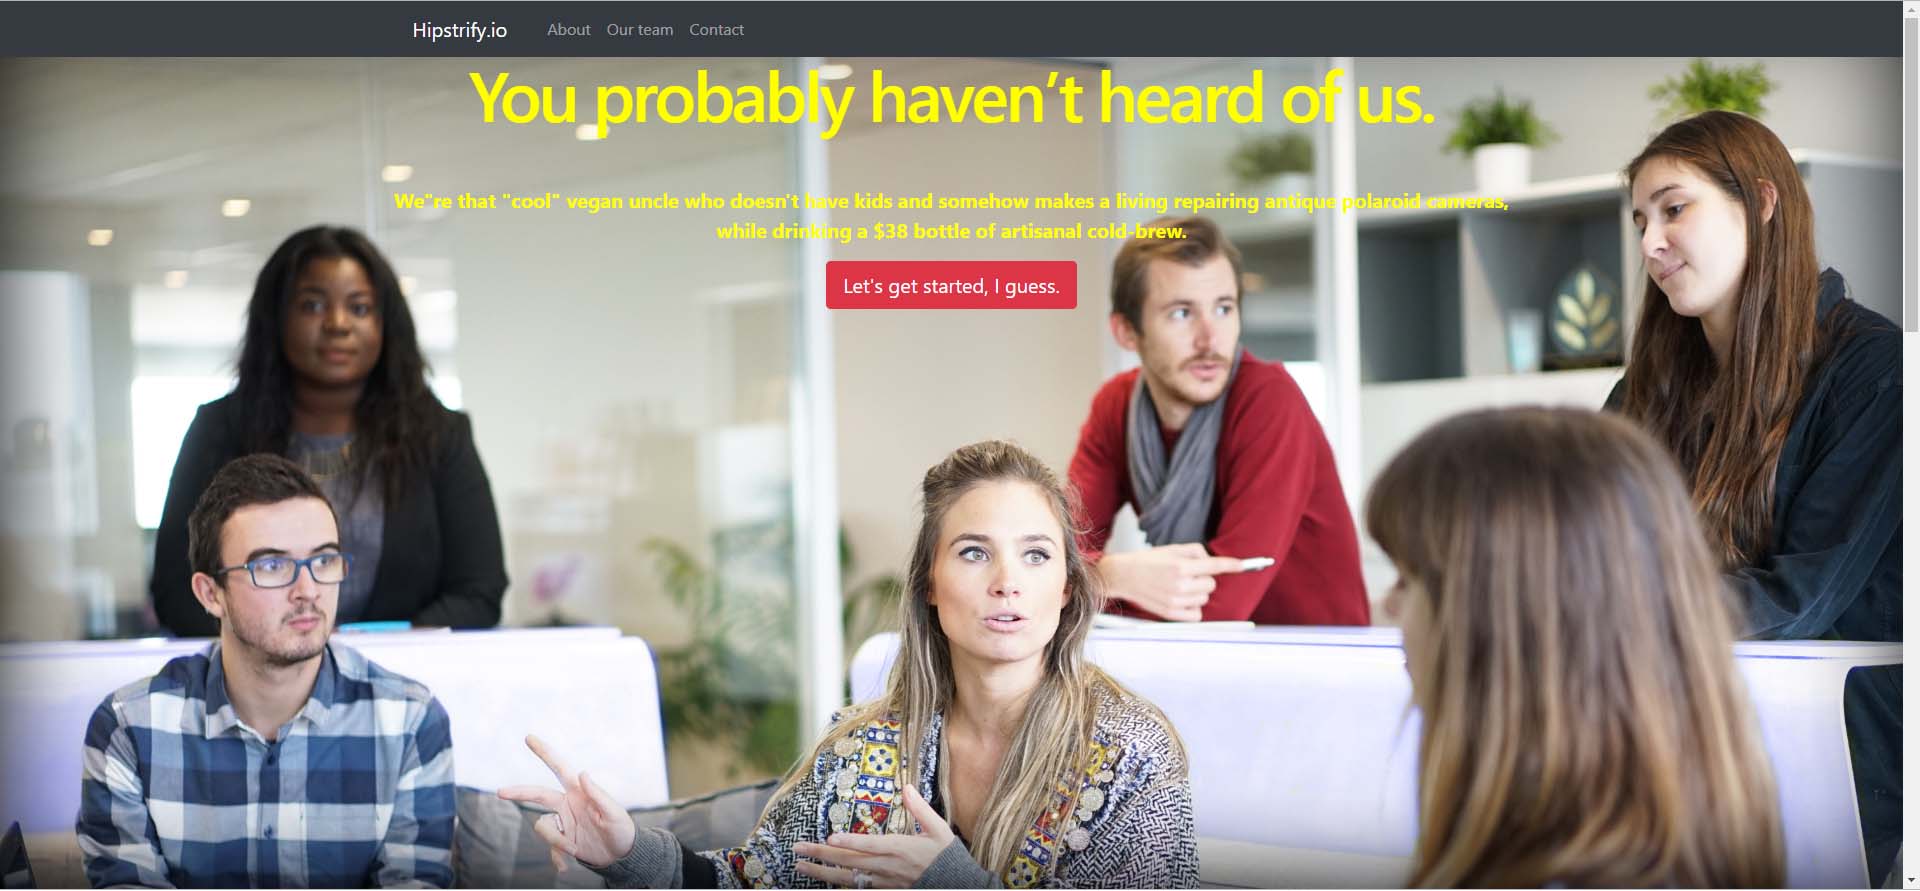 Hipstrify.io About Our team Contact
You probably haven’t heard of us.
We"re that "cool" vegan uncle who doesn't have kids and somehow makes a living repairing antique polaroid cameras,
while drinking a $38 bottle of artisanal cold-brew.
Let's get started, I guess.